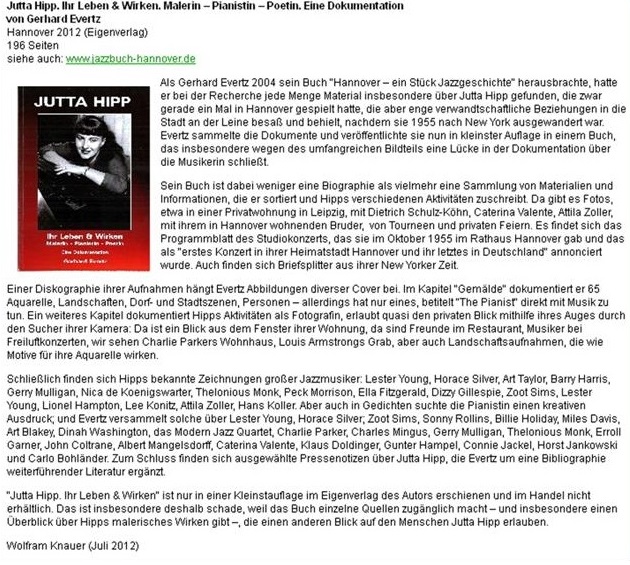 Jutta Hipp. Ihr Leben & Wirken. Malerin – Pianistin – Poetin. Eine Dokumentation
von Gerhard Evertz
Hannover 2012 (Eigenverlag)
196 Seiten
siehe auch: www.jazzbuch-hannover.de
JUTTA HIPP
Ihr Leben & Wirken
Malerin - Pianistin - Poetin
Eine Dokumentation
Gerhard Evertz
Als Gerhard Evertz 2004 sein Buch "Hannover – ein Stück Jazzgeschichte" herausbrachte, hatte
er bei der Recherche jede Menge Material insbesondere über Jutta Hipp gefunden, die zwar
gerade ein Mal in Hannover gespielt hatte, die aber enge verwandtschaftliche Beziehungen in die
Stadt an der Leine besaß und behielt, nachdem sie 1955 nach New York ausgewandert war.
Evertz sammelte die Dokumente und veröffentlichte sie nun in kleinster Auflage in einem Buch,
das insbesondere wegen des umfangreichen Bildteils eine Lücke in der Dokumentation über
die Musikerin schließt.
Sein Buch ist dabei weniger eine Biographie als vielmehr eine Sammlung von Materialien und
Informationen, die er sortiert und Hipps verschiedenen Aktivitäten zuschreibt. Da gibt es Fotos,
etwa in einer Privatwohnung in Leipzig, mit Dietrich Schulz-Köhn, Caterina Valente, Attila Zoller,
mit ihrem in Hannover wohnenden Bruder, von Tourneen und privaten Feiern. Es findet sich das
Programmblatt des Studiokonzerts, das sie im Oktober 1955 im Rathaus Hannover gab und das
als "erstes Konzert in ihrer Heimatstadt Hannover und ihr letztes in Deutschland" annonciert
wurde. Auch finden sich Briefsplitter aus ihrer New Yorker Zeit.
Einer Diskographie ihrer Aufnahmen hängt Evertz Abbildungen diverser Cover bei. Im Kapitel "Gemälde" dokumentiert er 65
Aquarelle, Landschaften, Dorf- und Stadtszenen, Personen – allerdings hat nur eines, betitelt "The Pianist" direkt mit Musik zu
tun. Ein weiteres Kapitel dokumentiert Hipps Aktivitäten als Fotografin, erlaubt quasi den privaten Blick mithilfe ihres Auges durch
den Sucher ihrer Kamera: Da ist ein Blick aus dem Fenster ihrer Wohnung, da sind Freunde im Restaurant, Musiker bei
Freiluftkonzerten, wir sehen Charlie Parkers Wohnhaus, Louis Armstrongs Grab, aber auch Landschaftsaufnahmen, die wie
Motive für ihre Aquarelle wirken.
Schließlich finden sich Hipps bekannte Zeichnungen großer Jazzmusiker: Lester Young, Horace Silver, Art Taylor, Barry Harris,
Gerry Mulligan, Nica de Koenigswarter, Thelonious Monk, Peck Morrison, Ella Fitzgerald, Dizzy Gillespie, Zoot Sims, Lester
Young, Lionel Hampton, Lee Konitz, Attila Zoller, Hans Koller. Aber auch in Gedichten suchte die Pianistin einen kreativen
Ausdruck; und Evertz versammelt solche über Lester Young, Horace Silver, Zoot Sims, Sonny Rollins, Billie Holiday, Miles Davis,
Art Blakey, Dinah Washington, das Modern Jazz Quartet, Charlie Parker, Charles Mingus, Gerry Mulligan, Thelonious Monk, Erroll
Garner, John Coltrane, Albert Mangelsdorff, Caterina Valente, Klaus Doldinger, Gunter Hampel, Connie Jackel, Horst Jankowski
und Carlo Bohländer. Zum Schluss finden sich ausgewählte Pressenotizen über Jutta Hipp, die Evertz um eine Bibliographie
weiterführender Literatur ergänzt.
"Jutta Hipp. Ihr Leben & Wirken" ist nur in einer Kleinstauflage im Eigenverlag des Autors erschienen und im Handel nicht
erhältlich. Das ist insbesondere deshalb schade, weil das Buch einzelne Quellen zugänglich macht – und insbesondere einen
Überblick über Hipps malerisches Wirken gibt –, die einen anderen Blick auf den Menschen Jutta Hipp erlauben.
Wolfram Knauer (Juli 2012)